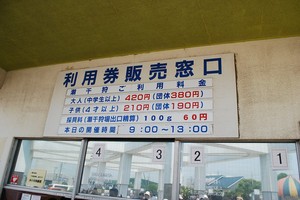 利用券販売窓口
潮干狩ご利用料金
大人(中学生以上) 420円(団体380円)
子供(4才以上) 210円(団体190円)
採貝料(潮干狩場出口精算) 100g 60円
本日の開催時間 9:00~13:00
4
3
2
1